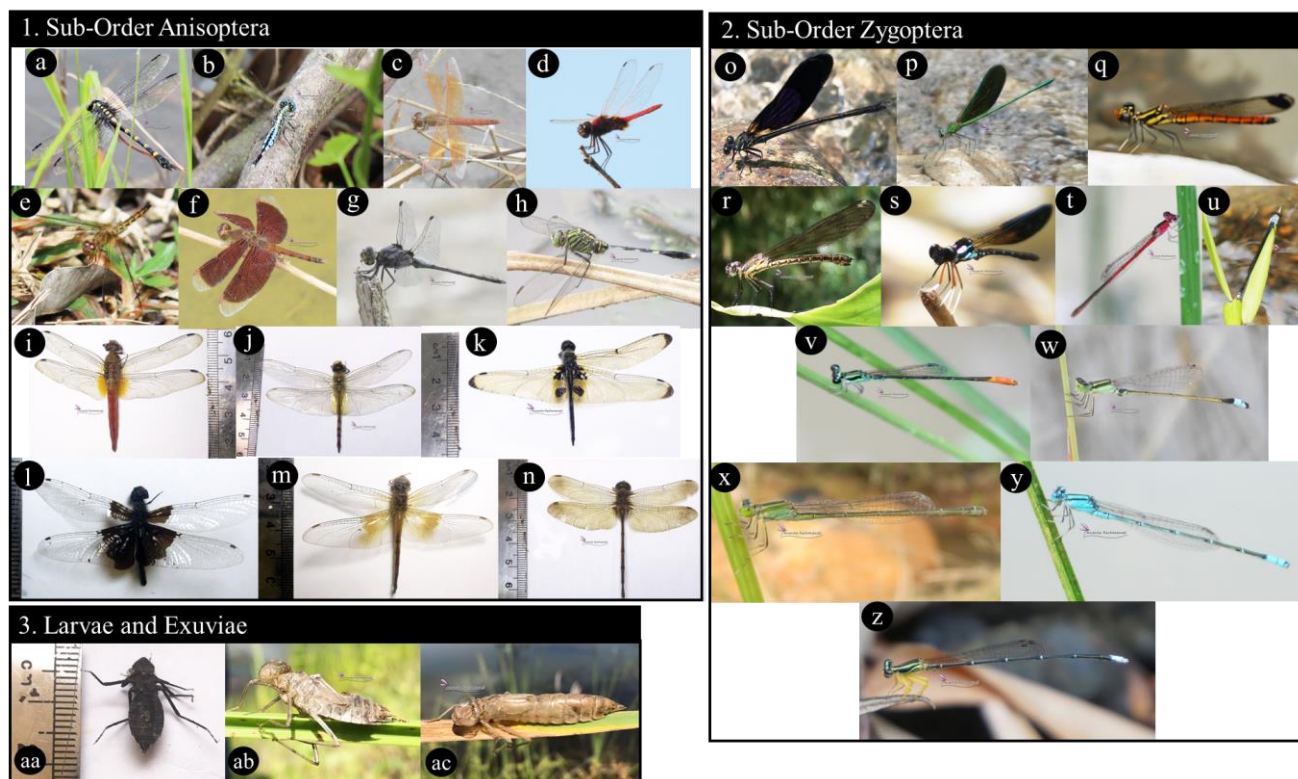 1. Sub-Order Anisoptera
a
b
c
d
e
f
g
h
i
j
k
l
m
n
2. Sub-Order Zygoptera
o
p
q
r
s
t
u
v
w
x
y
z
3. Larvae and Exuviae
aa
ab
ac